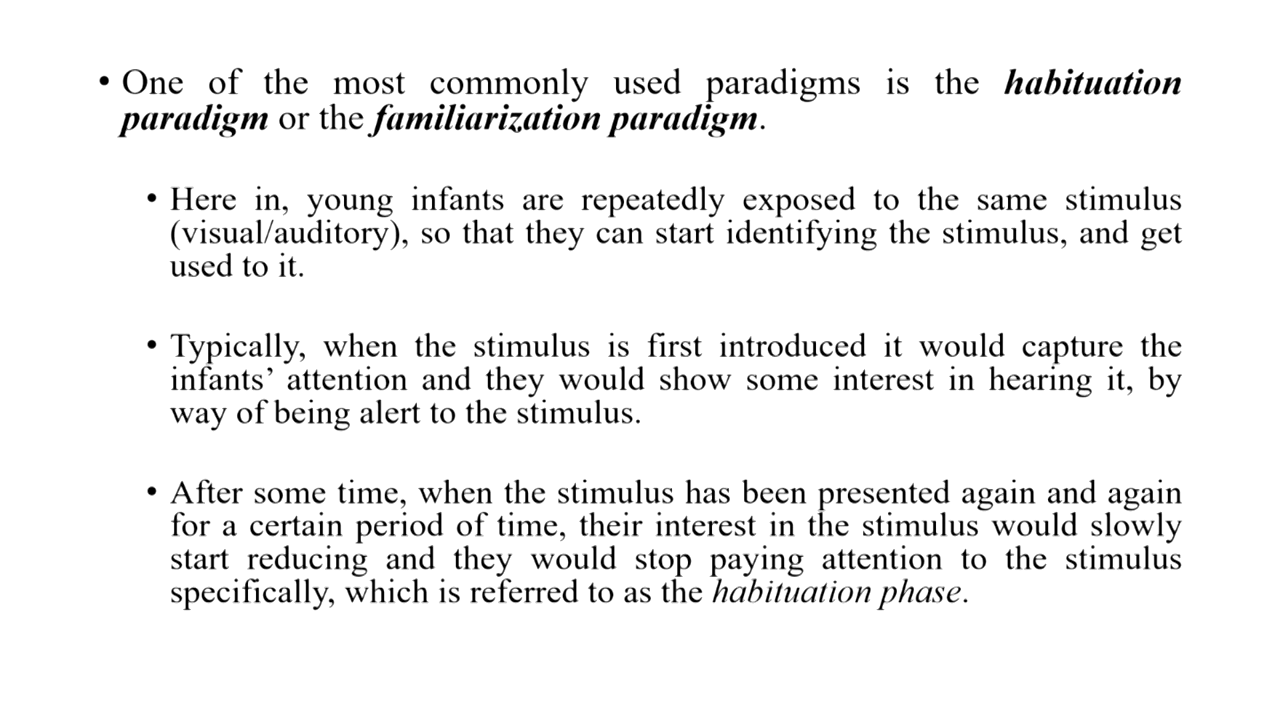 • One of the most commonly used paradigms is the habituation
paradigm or the familiarization paradigm.
• Here in, young infants are repeatedly exposed to the same stimulus
(visual/auditory), so that they can start identifying the stimulus, and get
used to it.
• Typically, when the stimulus is first introduced it would capture the
infants’ attention and they would show some interest in hearing it, by
way of being alert to the stimulus.
• After some time, when the stimulus has been presented again and again
for a certain period of time, their interest in the stimulus would slowly
start reducing and they would stop paying attention to the stimulus
specifically, which is referred to as the habituation phase.